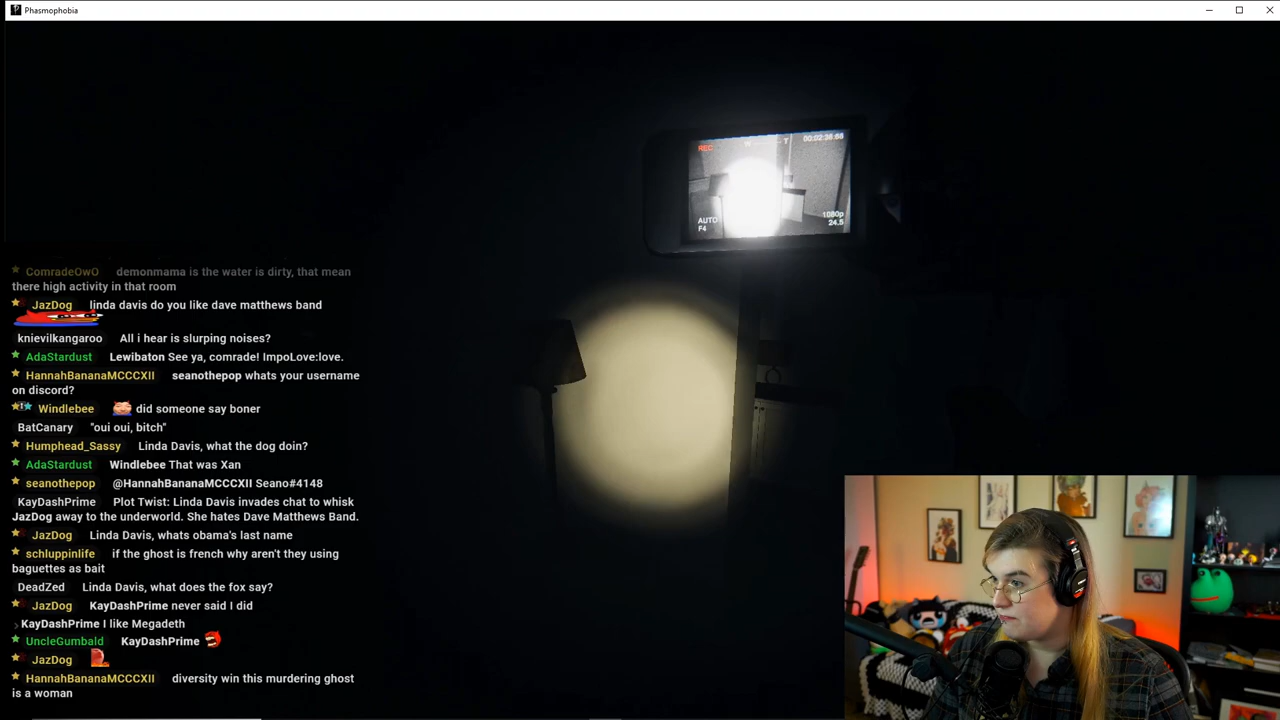 Phasmophobia
REC
00:02:38:58
AUTO
F4
1080p
24.5
ComradeOwO demonmama is the water is dirty, that mean
there high activity in that room
JazDog linda davis do you like dave matthews band
knievilkangaroo All i hear is slurping noises?
AdaStardust Lewibaton See ya, comrade! ImpoLove:love.
HannahBananaMCCCXII seanothepop whats your username
on discord?
Windlebee did someone say boner
BatCanary "oui oui, bitch"
Humphead_Sassy Linda Davis, what the dog doin?
AdaStardust Windlebee That was Xan
seanothepop @HannahBananaMCCCXII Seano#4148
KayDashPrime Plot Twist: Linda Davis invades chat to whisk
JazDog away to the underworld. She hates Dave Matthews Band.
JazDog Linda Davis, whats obama's last name
schluppinlife if the ghost is french why aren't they using
baguettes as bait
DeadZed Linda Davis, what does the fox say?
JazDog KayDashPrime never said I did
KayDashPrime I like Megadeth
UncleGumbald KayDashPrime
JazDog
HannahBananaMCCCXII diversity win this murdering ghost
is a woman